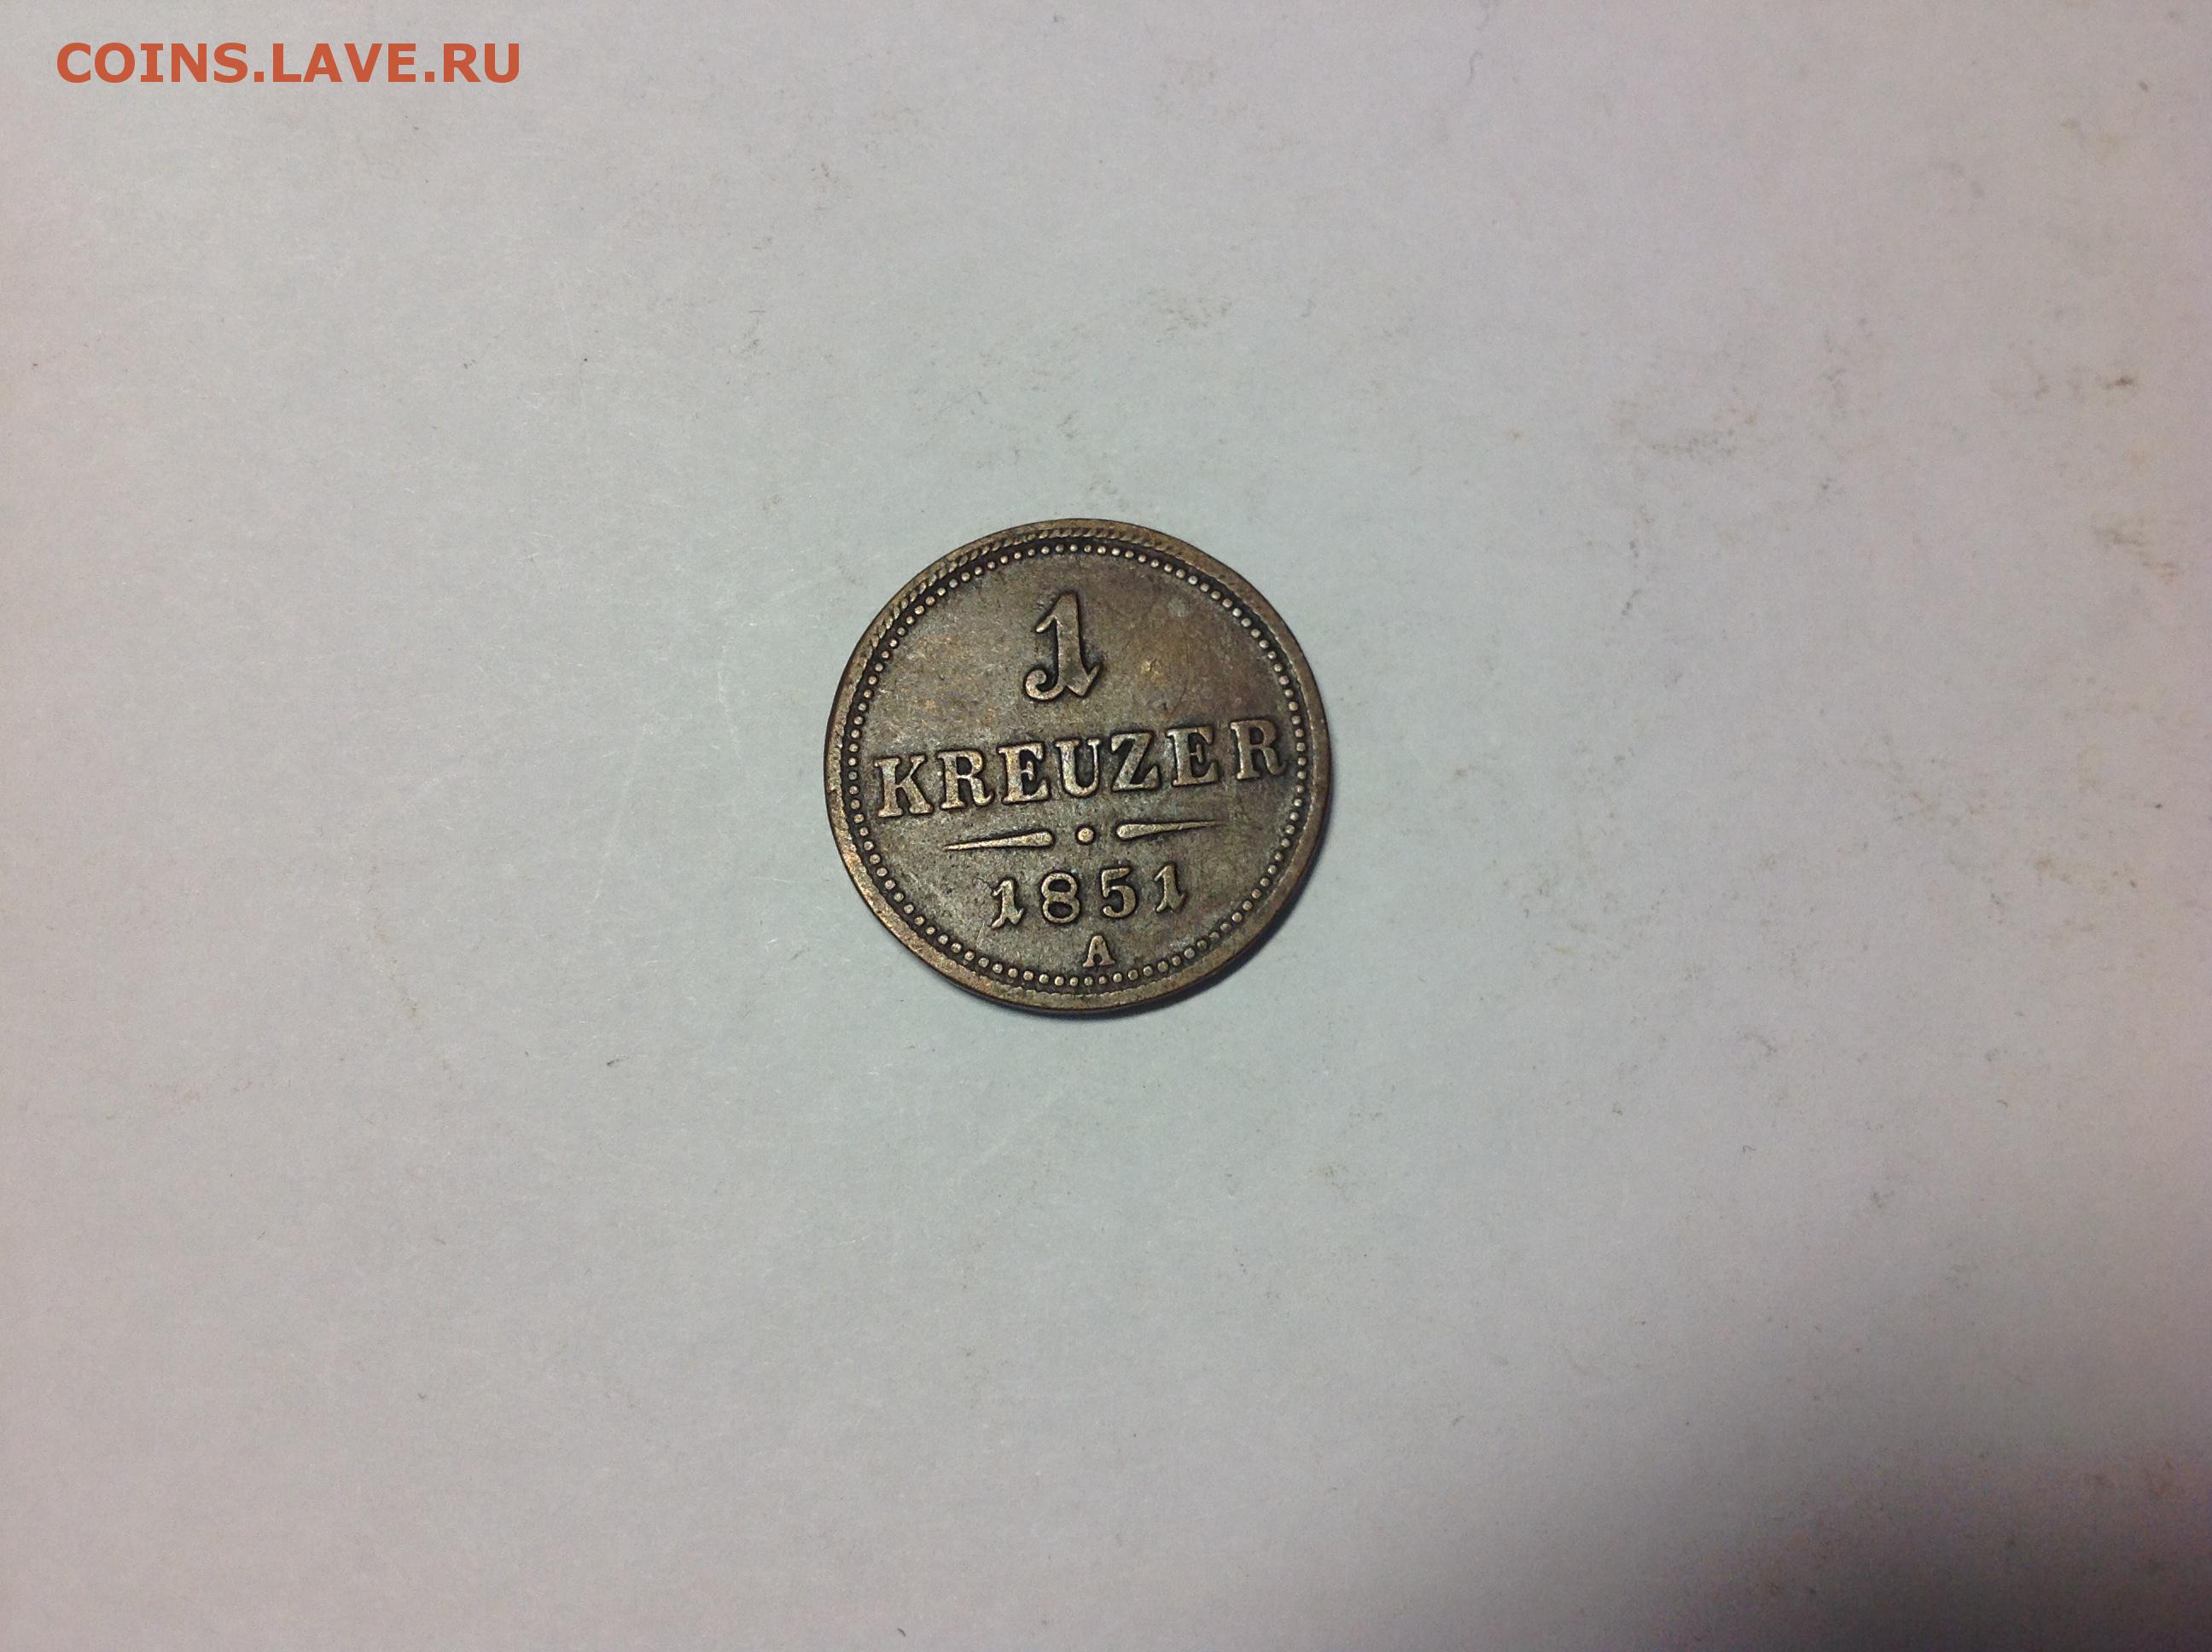 COINS.LAVE.RU
1
KREUZER
1851
A